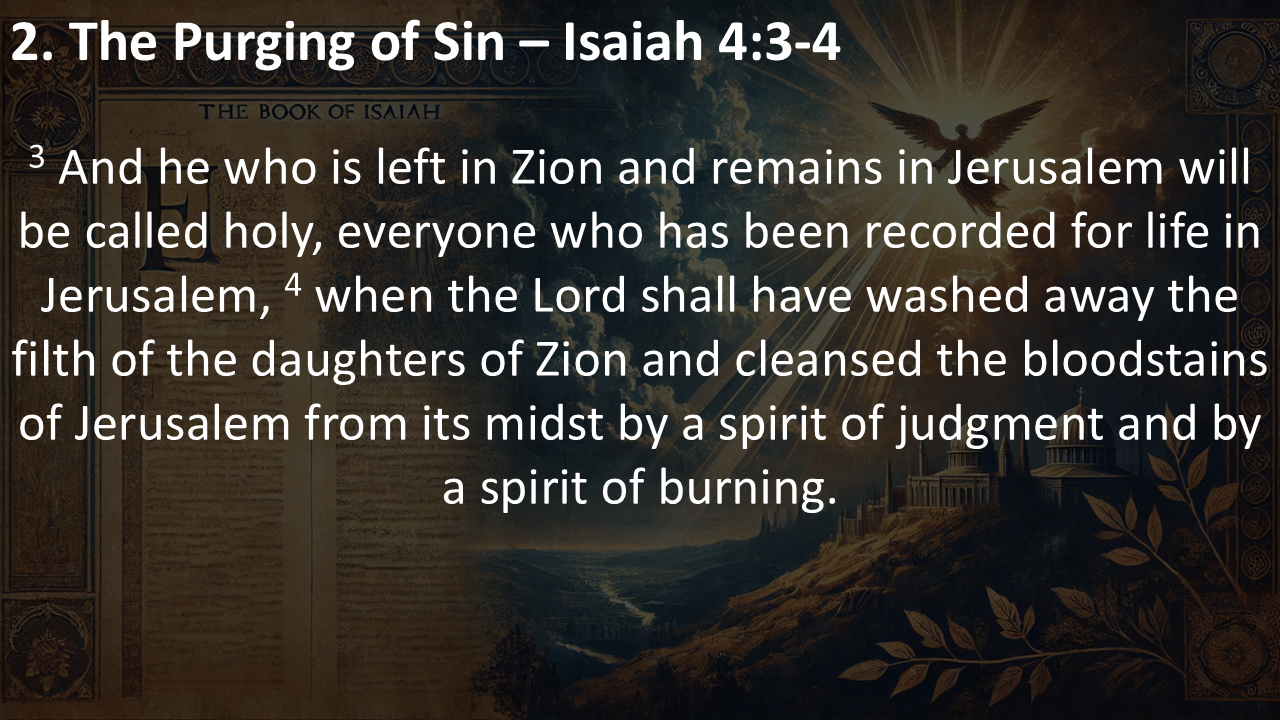 2. The Purging of Sin – Isaiah 4:3-4
THE BOOK OF ISAIAH
E
3 And he who is left in Zion and remains in Jerusalem will
be called holy, everyone who has been recorded for life in
Jerusalem, 4 when the Lord shall have washed away the
filth of the daughters of Zion and cleansed the bloodstains
of Jerusalem from its midst by a spirit of judgment and by
a spirit of burning.